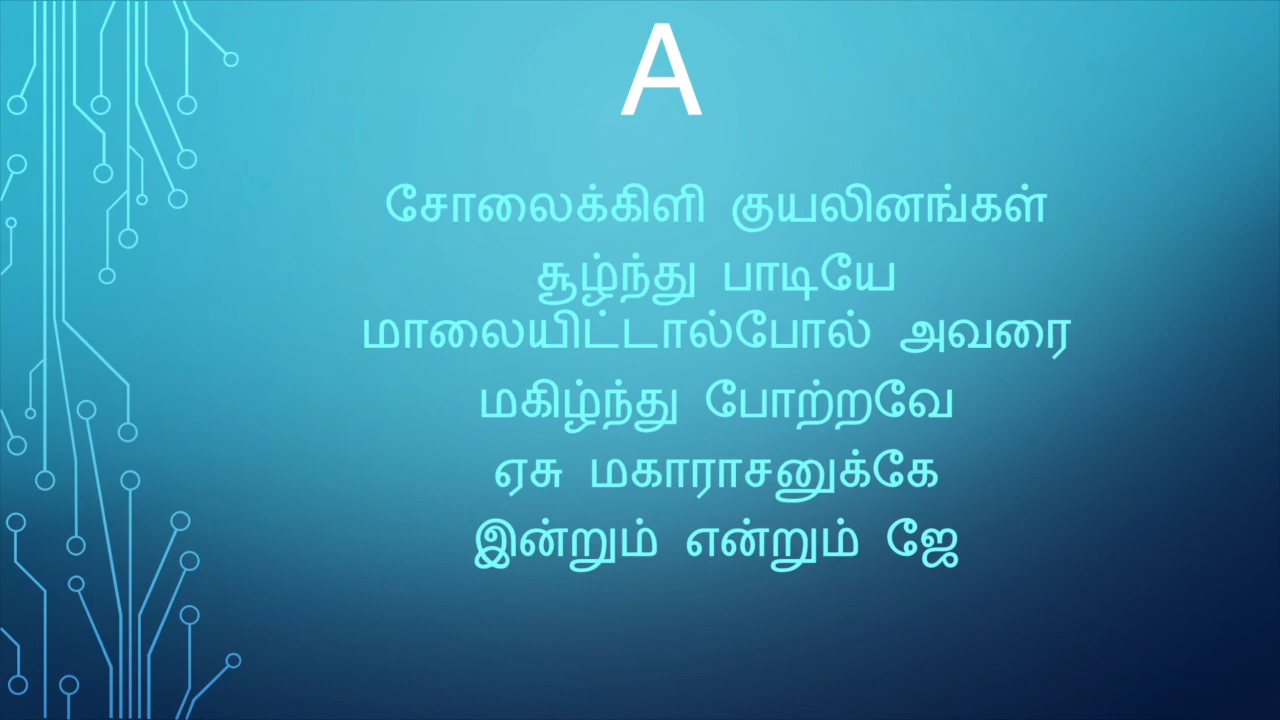 A
சோலைக்கிளி குயலினங்கள்
சூழ்ந்து பாடியே
மாலையிட்டால்போல் அவரை
மகிழ்ந்து போற்றவே
ஏசு மகாராசனுக்கே
இன்றும் என்றும் ஜே